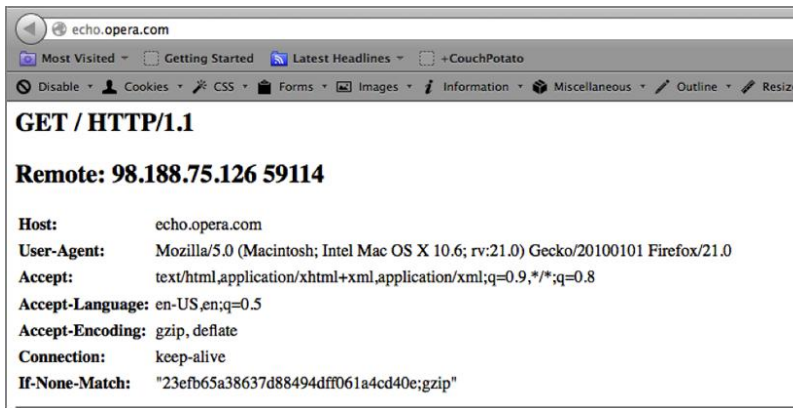 echo.opera.com
Most Visited Getting Started Latest Headlines +CouchPotato
Disable Cookies CSS Forms Images Information Miscellaneous Outline Resiz
GET / HTTP/1.1
Remote: 98.188.75.126 59114
Host: echo.opera.com
User-Agent: Mozilla/5.0 (Macintosh; Intel Mac OS X 10.6; rv:21.0) Gecko/20100101 Firefox/21.0
Accept: text/html,application/xhtml+xml,application/xml;q=0.9,*/*;q=0.8
Accept-Language: en-US,en;q=0.5
Accept-Encoding: gzip, deflate
Connection: keep-alive
If-None-Match: "23efb65a38637d88494dff061a4cd40e;gzip"